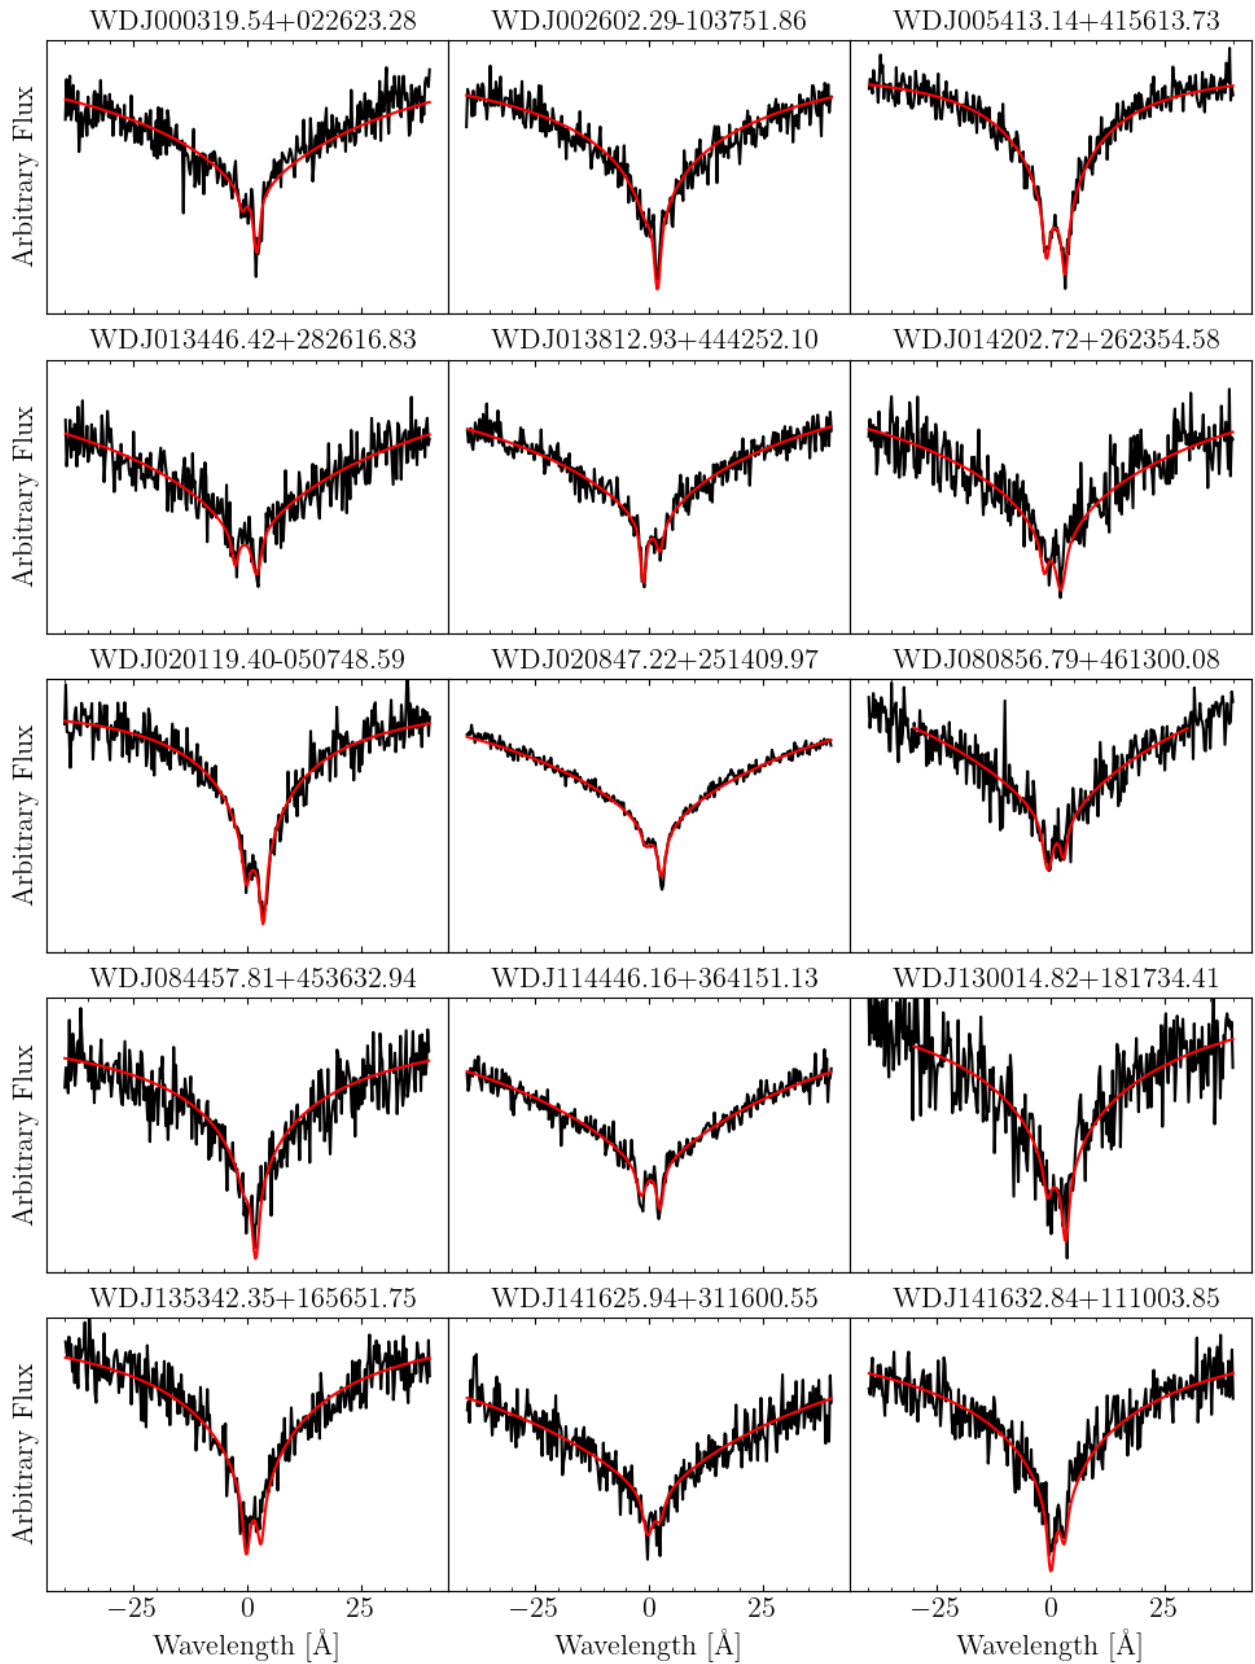 WDJ000319.54+022623.28 WDJ002602.29-103751.86 WDJ005413.14+415613.73
Arbitrary Flux
WDJ013446.42+282616.83 WDJ013812.93+444252.10 WDJ014202.72+262354.58
Arbitrary Flux
WDJ020119.40-050748.59 WDJ020847.22+251409.97 WDJ080856.79+461300.08
Arbitrary Flux
WDJ084457.81+453632.94 WDJ114446.16+364151.13 WDJ130014.82+181734.41
Arbitrary Flux
WDJ135342.35+165651.75 WDJ141625.94+311600.55 WDJ141632.84+111003.85
Arbitrary Flux
−25 0 25 −25 0 25 −25 0 25
Wavelength [Å] Wavelength [Å] Wavelength [Å]